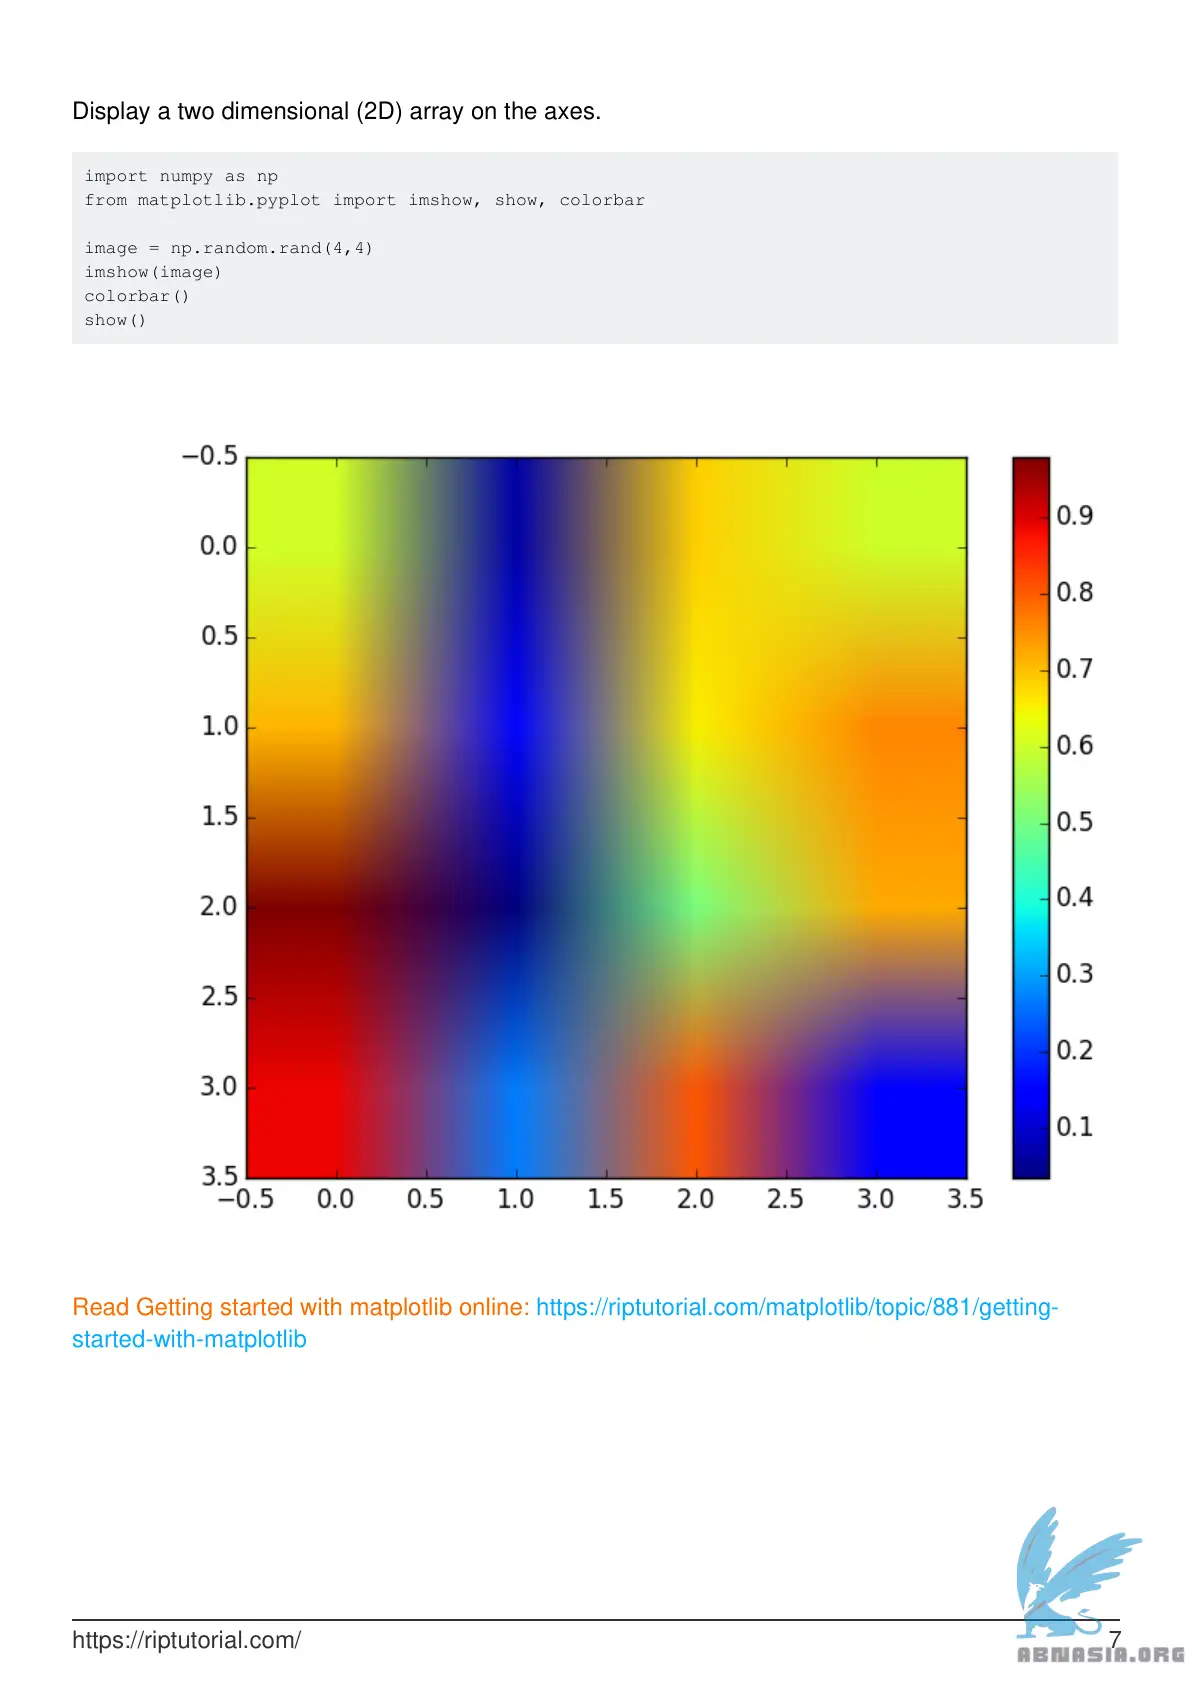 Display a two dimensional (2D) array on the axes.
import numpy as np
from matplotlib.pyplot import imshow, show, colorbar
image = np.random.rand(4,4)
imshow(image)
colorbar()
show()
−0.5
0.0
0.5
1.0
1.5
2.0
2.5
3.0
3.5
−0.5 0.0 0.5 1.0 1.5 2.0 2.5 3.0 3.5
0.9
0.8
0.7
0.6
0.5
0.4
0.3
0.2
0.1
Read Getting started with matplotlib online: https://riptutorial.com/matplotlib/topic/881/getting-
started-with-matplotlib
https://riptutorial.com/ 7
ABNASIA.ORG